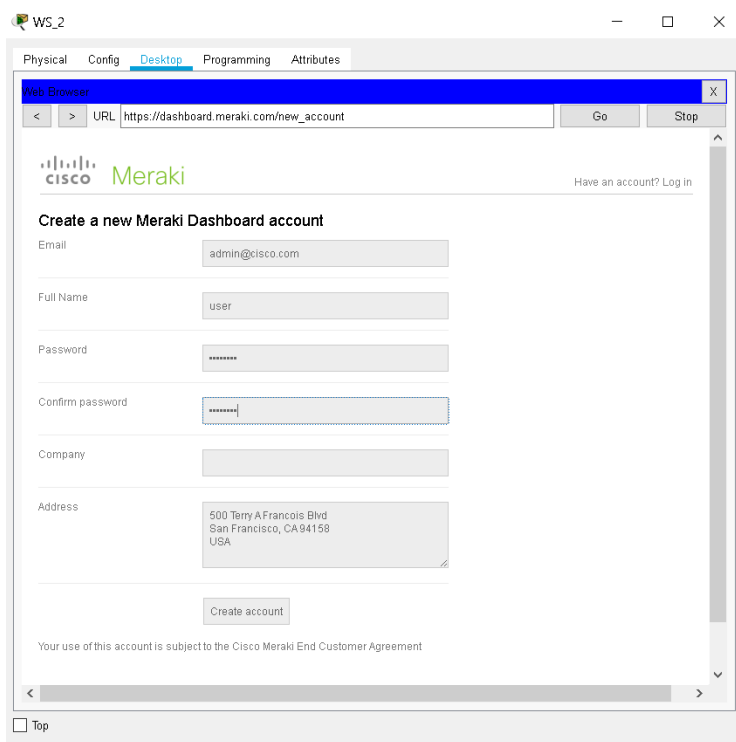 WS_2
Physical Config Desktop Programming Attributes
Web Browser X
< > URL https://dashboard.meraki.com/new_account Go Stop
cisco Meraki
Have an account? Log in
Create a new Meraki Dashboard account
Email admin@cisco.com
Full Name user
Password ••••••••
Confirm password ••••••••
Company
Address 500 Terry A Francois Blvd
San Francisco, CA 94158
USA
Create account
Your use of this account is subject to the Cisco Meraki End Customer Agreement
Top